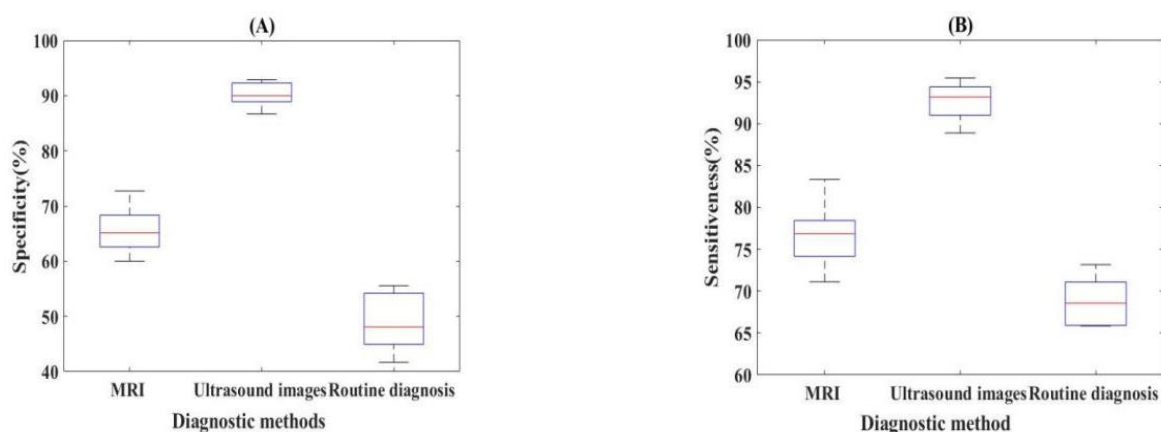 (A)
100
90
80
70
60
50
40
Specificity(%)
MRI
Ultrasound images
Routine diagnosis
Diagnostic methods
(B)
100
95
90
85
80
75
70
65
60
Sensitiveness(%)
MRI
Ultrasound images
Routine diagnosis
Diagnostic method